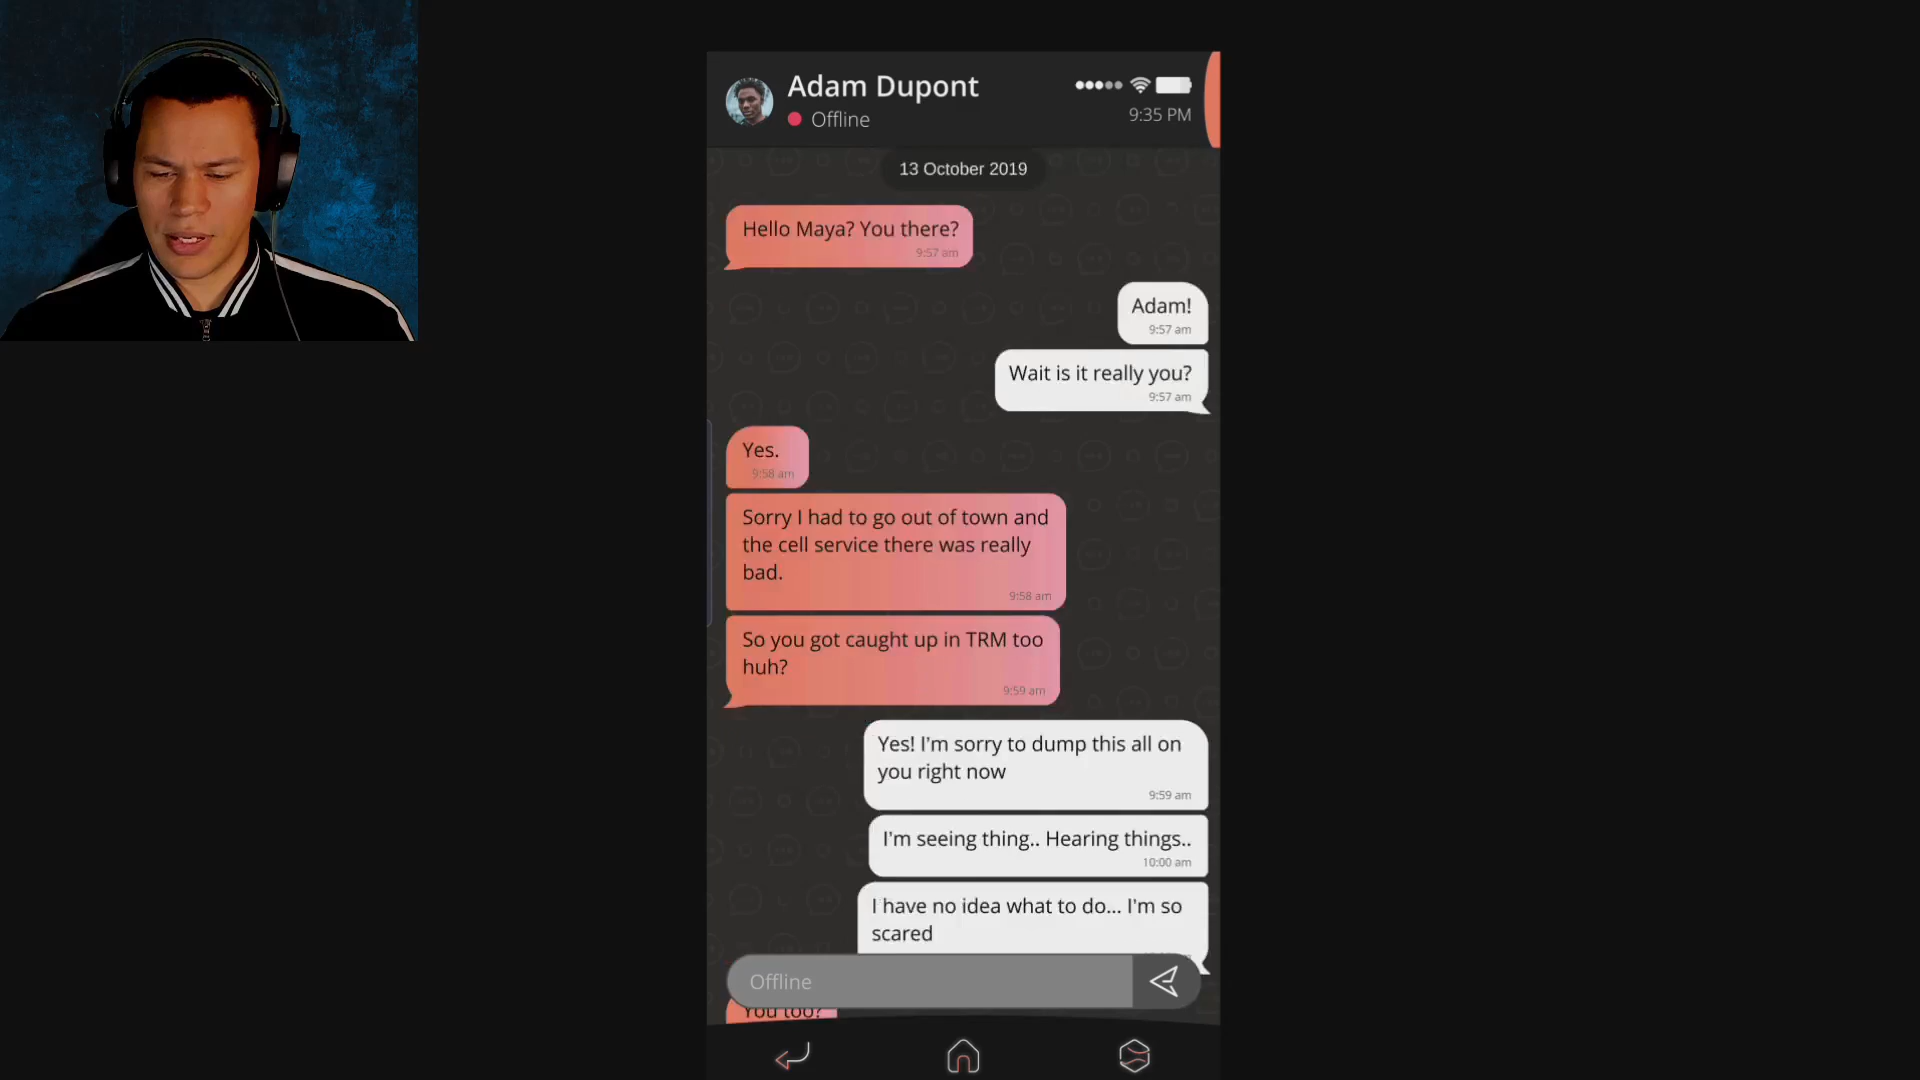 Adam Dupont
Offline
9:35 PM
13 October 2019
Hello Maya? You there?
9:57 am
Adam!
9:57 am
Wait is it really you?
9:57 am
Yes.
9:58 am
Sorry I had to go out of town and
the cell service there was really
bad.
9:58 am
So you got caught up in TRM too
huh?
9:59 am
Yes! I'm sorry to dump this all on
you right now
9:59 am
I'm seeing thing.. Hearing things..
10:00 am
I have no idea what to do... I'm so
scared
Offline
You too?